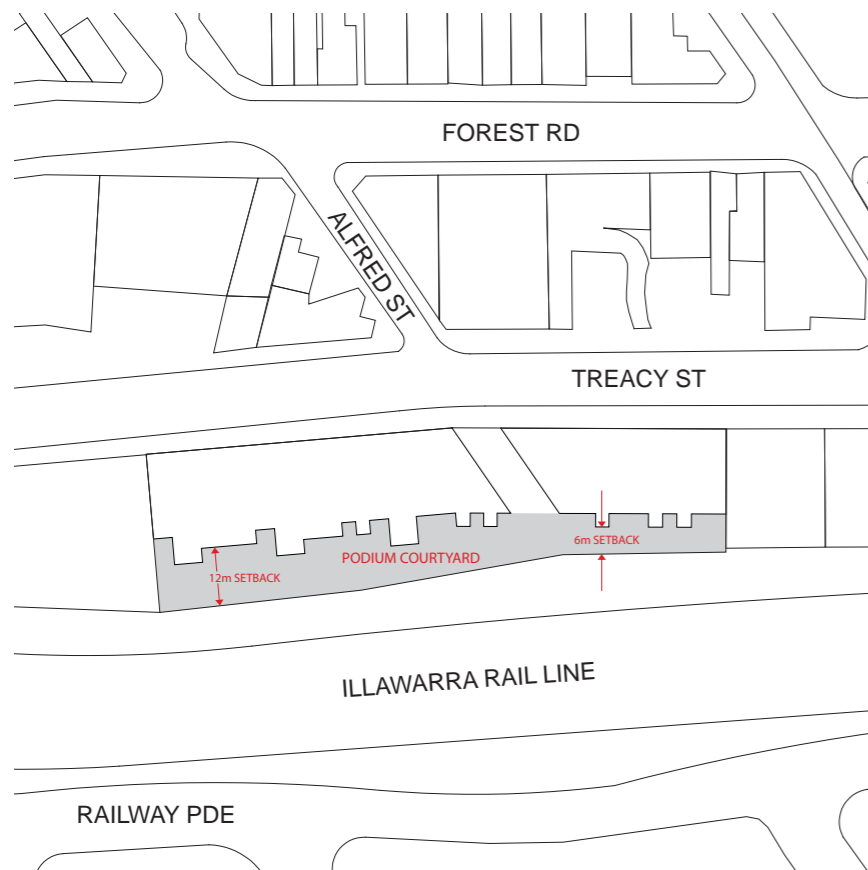 FOREST RD
ALFRED ST
TREACY ST
6m SETBACK
PODIUM COURTYARD
12m SETBACK
ILLAWARRA RAIL LINE
RAILWAY PDE